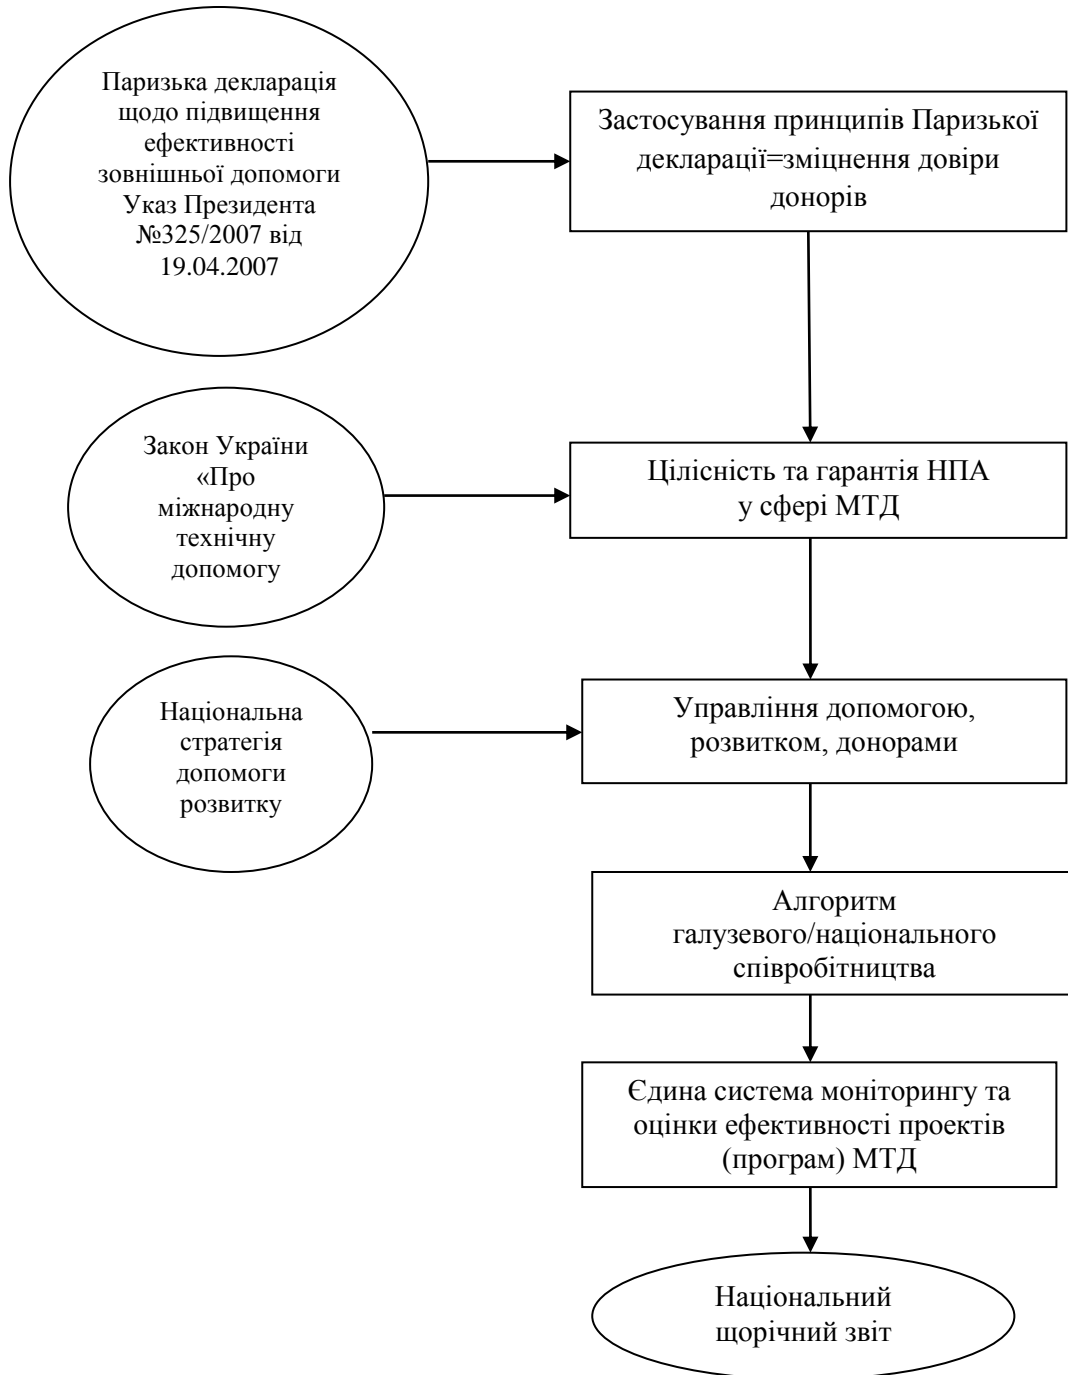 Паризька декларація
щодо підвищення
ефективності
зовнішньої допомоги
Указ Президента
№325/2007 від
19.04.2007
Застосування принципів Паризької
декларації=зміцнення довіри
донорів
Закон України
«Про
міжнародну
технічну
допомогу
Цілісність та гарантія НПА
у сфері МТД
Національна
стратегія
допомоги
розвитку
Управління допомогою,
розвитком, донорами
Алгоритм
галузевого/національного
співробітництва
Єдина система моніторингу та
оцінки ефективності проектів
(програм) МТД
Національний
щорічний звіт